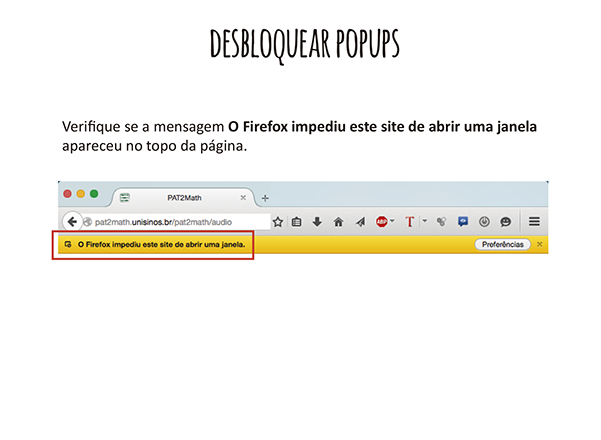 DESBLOQUEAR POPUPS
Verifique se a mensagem O Firefox impediu este site de abrir uma janela
apareceu no topo da página.
PAT2Math
pat2math.unisinos.br/pat2math/audio
ABP
T
O Firefox impediu este site de abrir uma janela.
Preferências